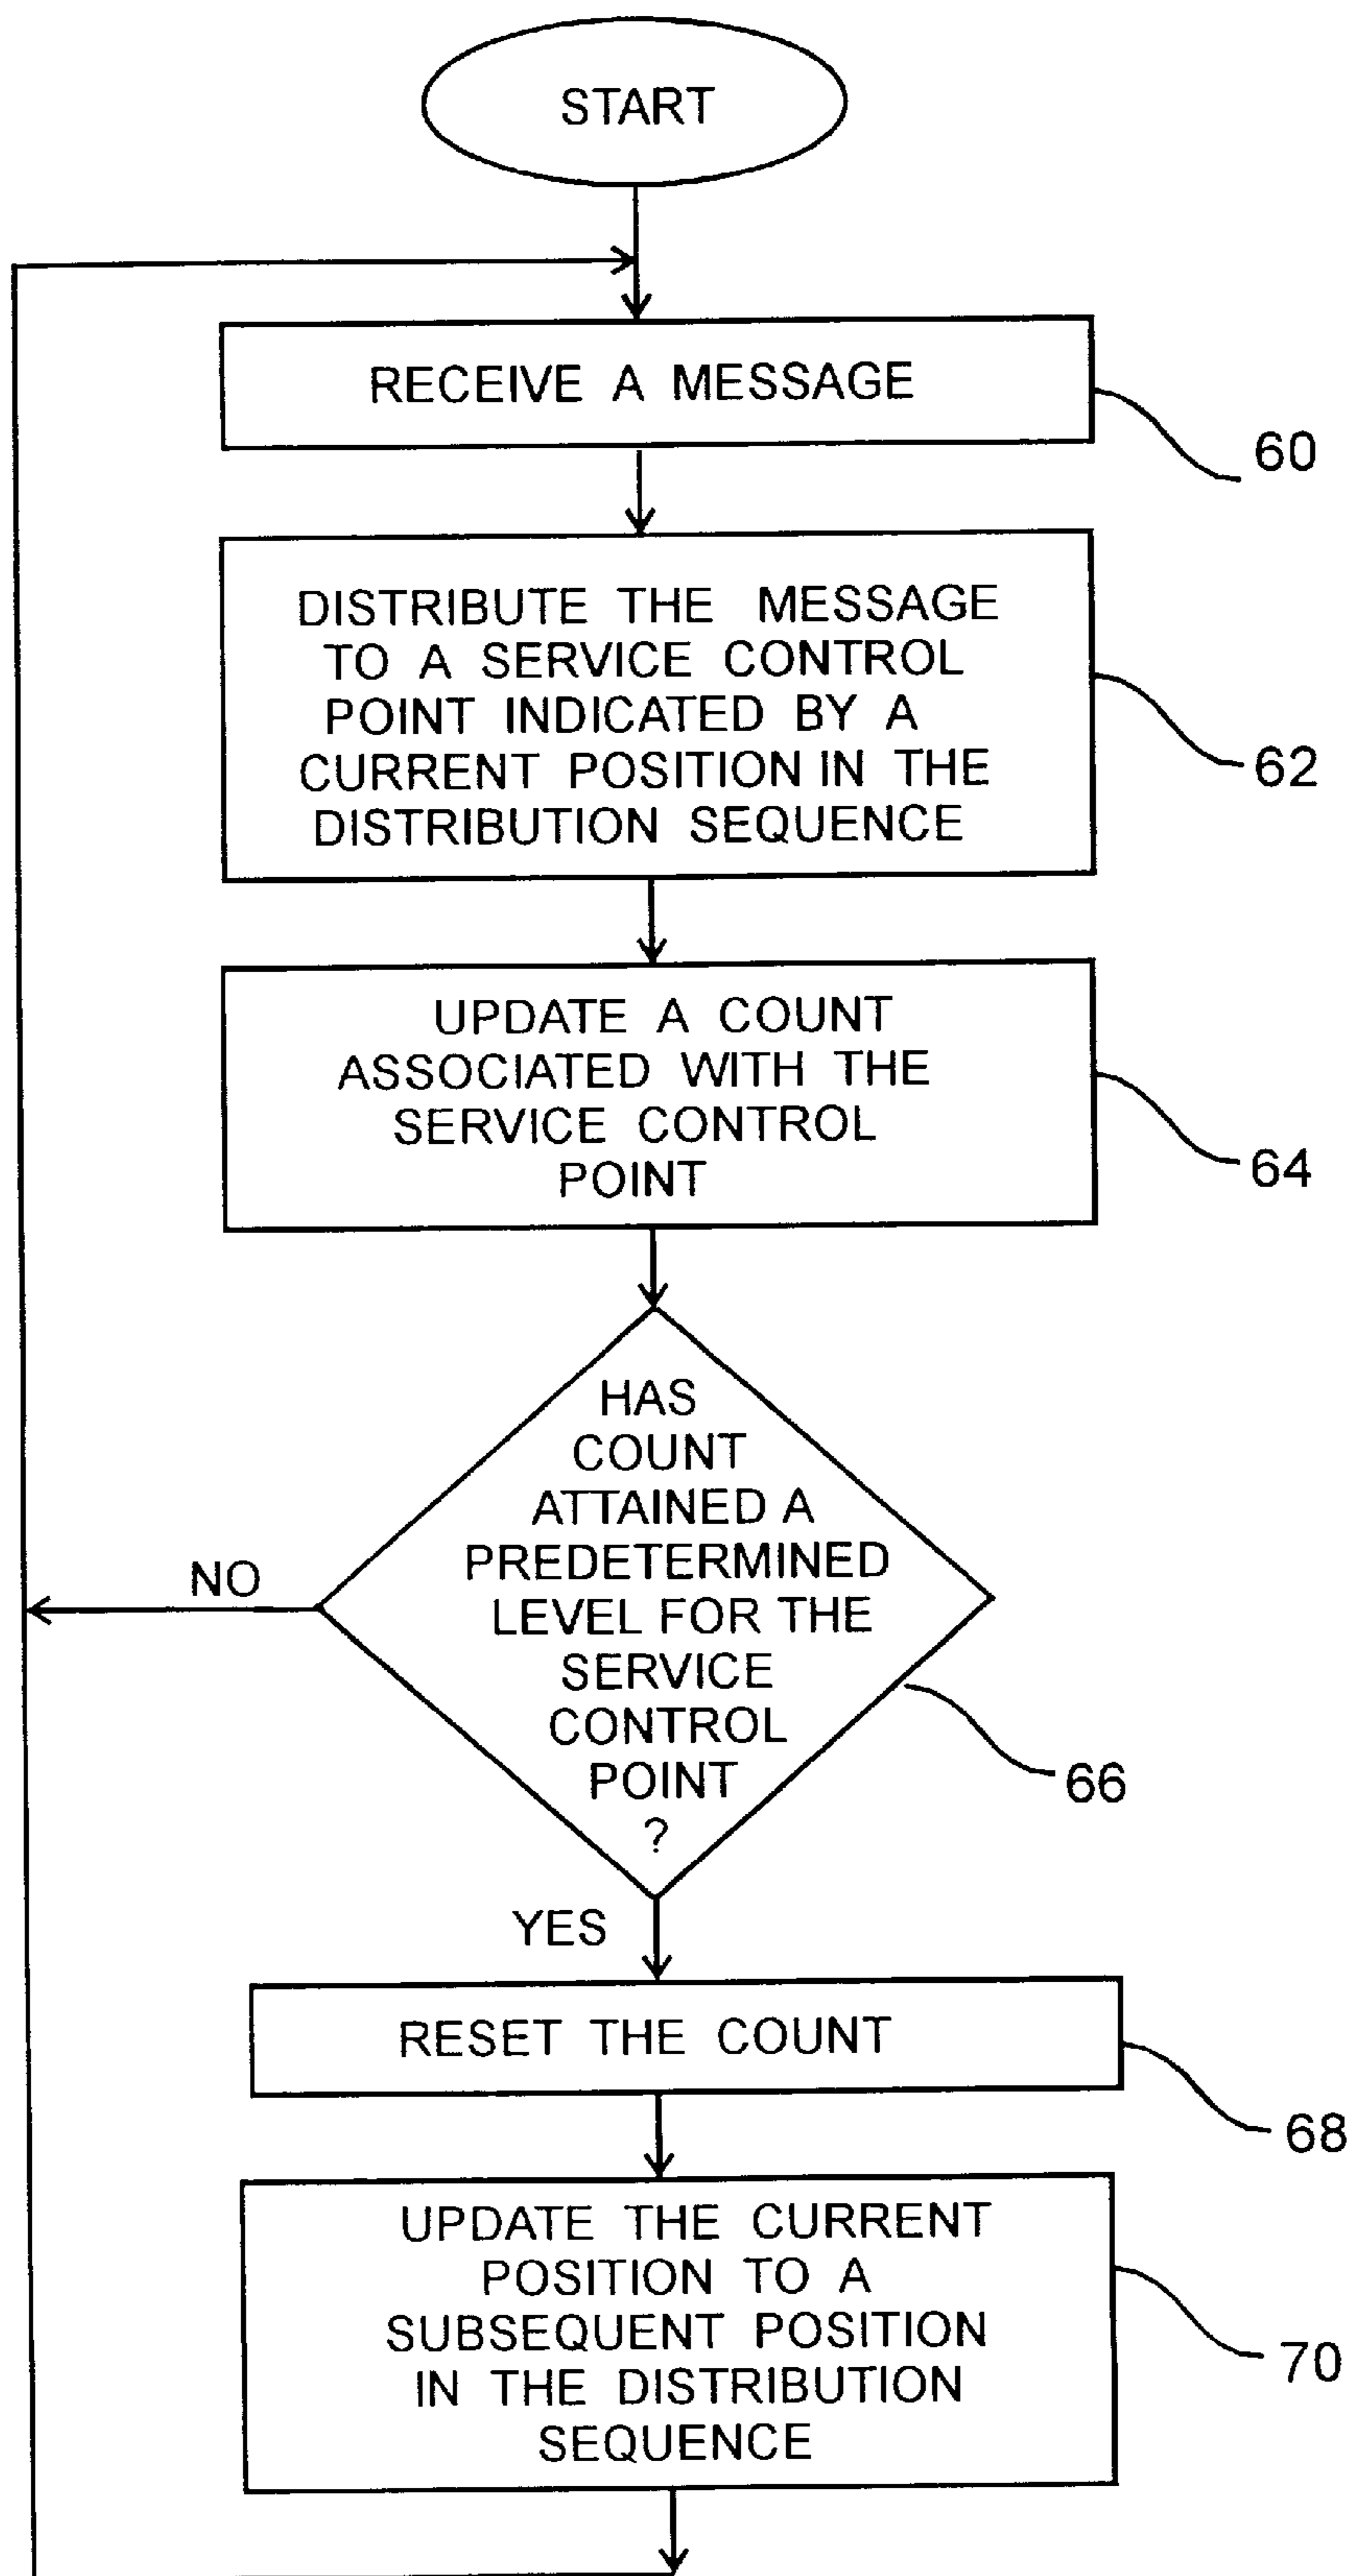 START
RECEIVE A MESSAGE
60
DISTRIBUTE THE MESSAGE
TO A SERVICE CONTROL
POINT INDICATED BY A
CURRENT POSITION IN THE
DISTRIBUTION SEQUENCE
62
UPDATE A COUNT
ASSOCIATED WITH THE
SERVICE CONTROL
POINT
64
HAS
COUNT
ATTAINED A
PREDETERMINED
LEVEL FOR THE
SERVICE
CONTROL
POINT
?
66
NO
YES
RESET THE COUNT
68
UPDATE THE CURRENT
POSITION TO A
SUBSEQUENT POSITION
IN THE DISTRIBUTION
SEQUENCE
70